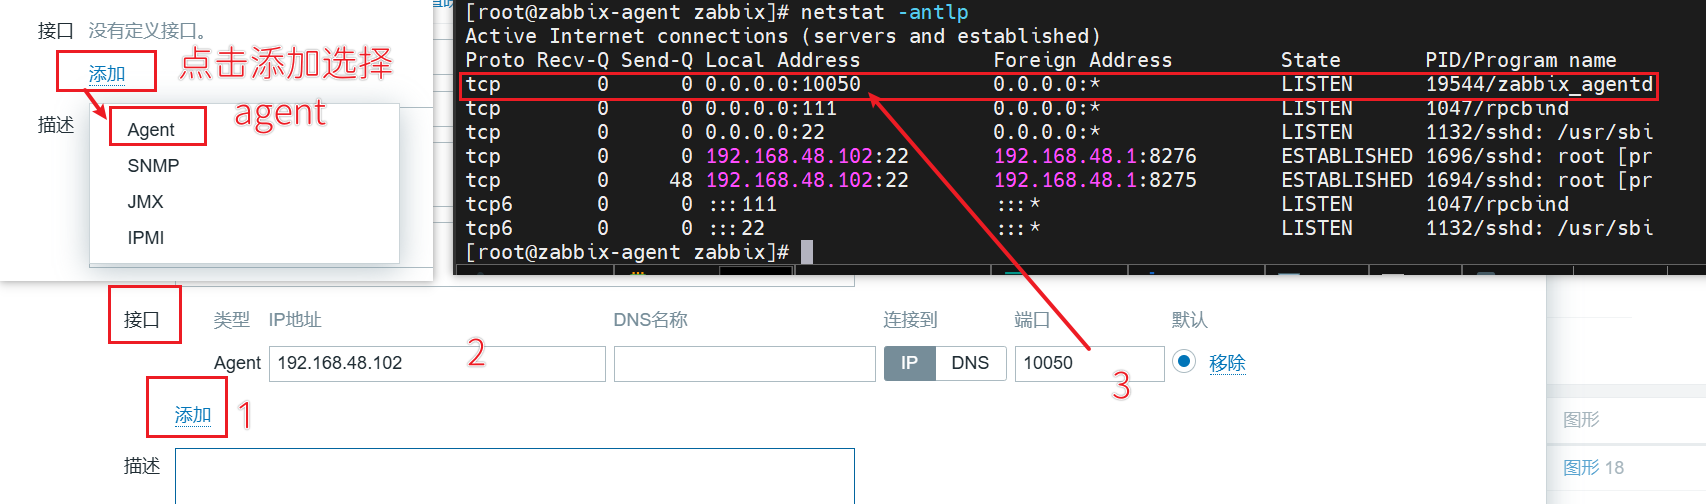 接口 没有定义接口。
添加
点击添加选择
agent
描述
Agent
SNMP
JMX
IPMI
[root@zabbix-agent zabbix]# netstat -antlp
Active Internet connections (servers and established)
Proto Recv-Q Send-Q Local Address Foreign Address State PID/Program name
tcp 0 0 0.0.0.0:10050 0.0.0.0:* LISTEN 19544/zabbix_agentd
tcp 0 0 0.0.0.0:111 0.0.0.0:* LISTEN 1047/rpcbind
tcp 0 0 0.0.0.0:22 0.0.0.0:* LISTEN 1132/sshd: /usr/sbi
tcp 0 0 192.168.48.102:22 192.168.48.1:8276 ESTABLISHED 1696/sshd: root [pr
tcp 0 48 192.168.48.102:22 192.168.48.1:8275 ESTABLISHED 1694/sshd: root [pr
tcp6 0 0 :::111 :::* LISTEN 1047/rpcbind
tcp6 0 0 :::22 :::* LISTEN 1132/sshd: /usr/sbi
[root@zabbix-agent zabbix]#
接口 类型 IP地址 DNS名称 连接到 端口 默认
Agent 192.168.48.102 2 IP DNS 10050 3 移除
添加 1
描述
图形
图形 18